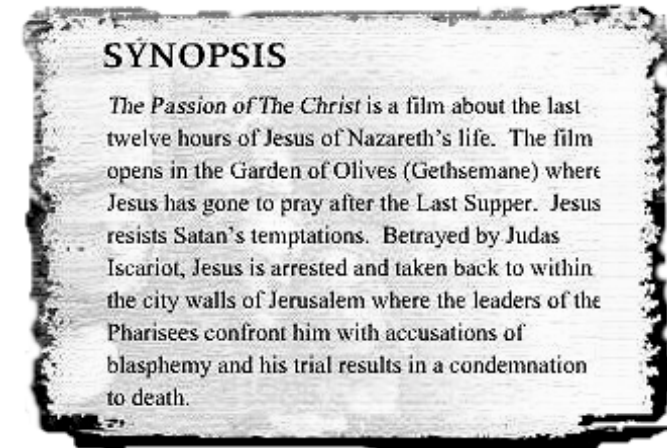 SYNOPSIS
The Passion of The Christ is a film about the last
twelve hours of Jesus of Nazareth's life. The film
opens in the Garden of Olives (Gethsemane) where
Jesus has gone to pray after the Last Supper. Jesus
resists Satan's temptations. Betrayed by Judas
Iscariot, Jesus is arrested and taken back to within
the city walls of Jerusalem where the leaders of the
Pharisees confront him with accusations of
blasphemy and his trial results in a condemnation
to death.